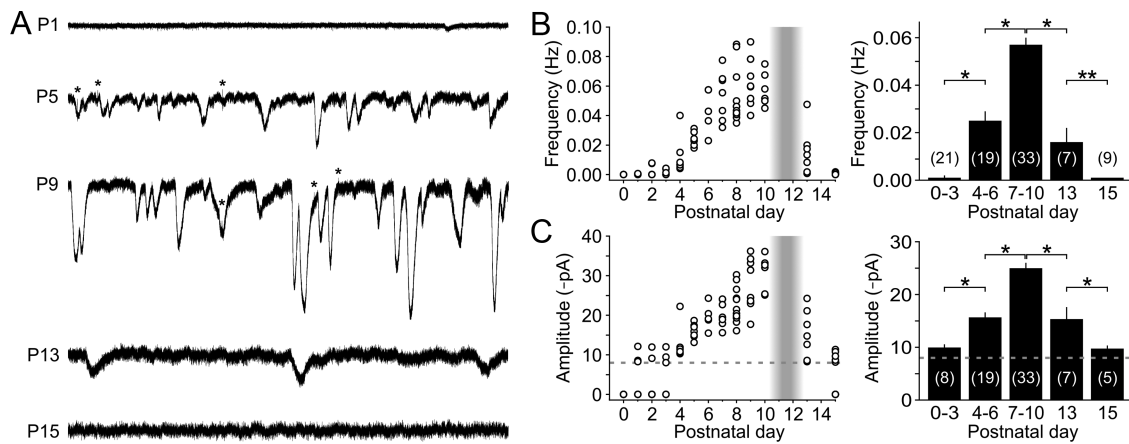 A
P1
P5
* * *
P9
* * *
P13
P15
B
Frequency (Hz)
0.10
0.08
0.06
0.04
0.02
0.00
0 2 4 6 8 10 12 14
Postnatal day
Frequency (Hz)
0.06
0.04
0.02
0.00
* * * **
(21) (19) (33) (7) (9)
0-3 4-6 7-10 13 15
Postnatal day
C
Amplitude (-pA)
40
30
20
10
0
0 2 4 6 8 10 12 14
Postnatal day
Amplitude (-pA)
30
20
10
0
* * * *
(8) (19) (33) (7) (5)
0-3 4-6 7-10 13 15
Postnatal day